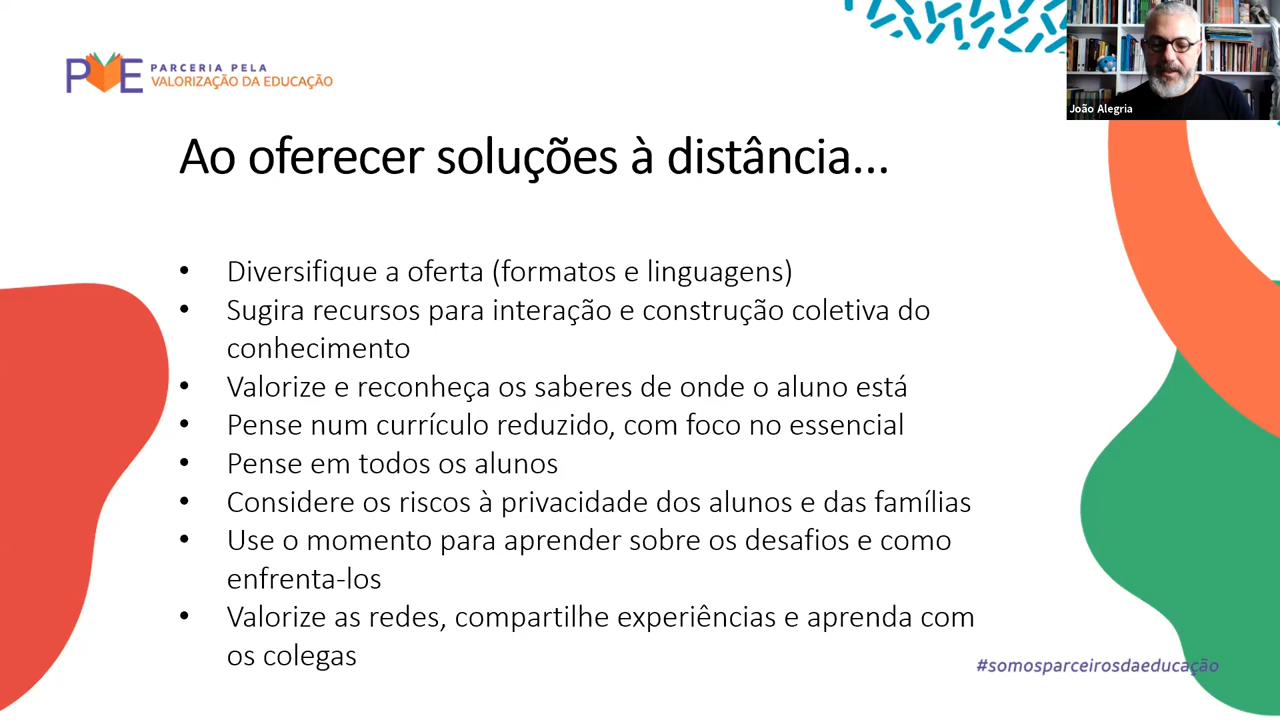 PVE PARCERIA PELA
VALORIZAÇÃO DA EDUCAÇÃO
João Alegria
Ao oferecer soluções à distância...
• Diversifique a oferta (formatos e linguagens)
• Sugira recursos para interação e construção coletiva do
conhecimento
• Valorize e reconheça os saberes de onde o aluno está
• Pense num currículo reduzido, com foco no essencial
• Pense em todos os alunos
• Considere os riscos à privacidade dos alunos e das famílias
• Use o momento para aprender sobre os desafios e como
enfrenta-los
• Valorize as redes, compartilhe experiências e aprenda com
os colegas
#somosparceirosdaeducação